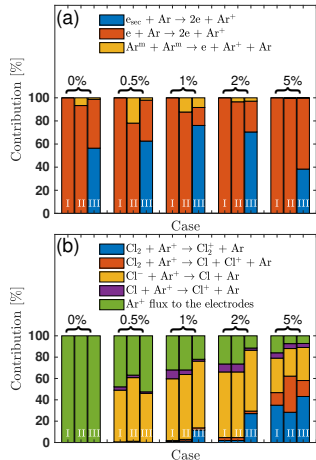 (a)
e_sec + Ar → 2e + Ar⁺
e + Ar → 2e + Ar⁺
Arᵐ + Arᵐ → e + Ar⁺ + Ar
0% 0.5% 1% 2% 5%
Contribution [%]
100
80
60
40
20
0
I II III I II III I II III I II III I II III
Case
(b)
Cl₂ + Ar⁺ → Cl₂⁺ + Ar
Cl₂ + Ar⁺ → Cl + Cl⁺ + Ar
Cl⁻ + Ar⁺ → Cl + Ar
Cl + Ar⁺ → Cl⁺ + Ar
Ar⁺ flux to the electrodes
0% 0.5% 1% 2% 5%
Contribution [%]
100
80
60
40
20
0
I II III I II III I II III I II III I II III
Case